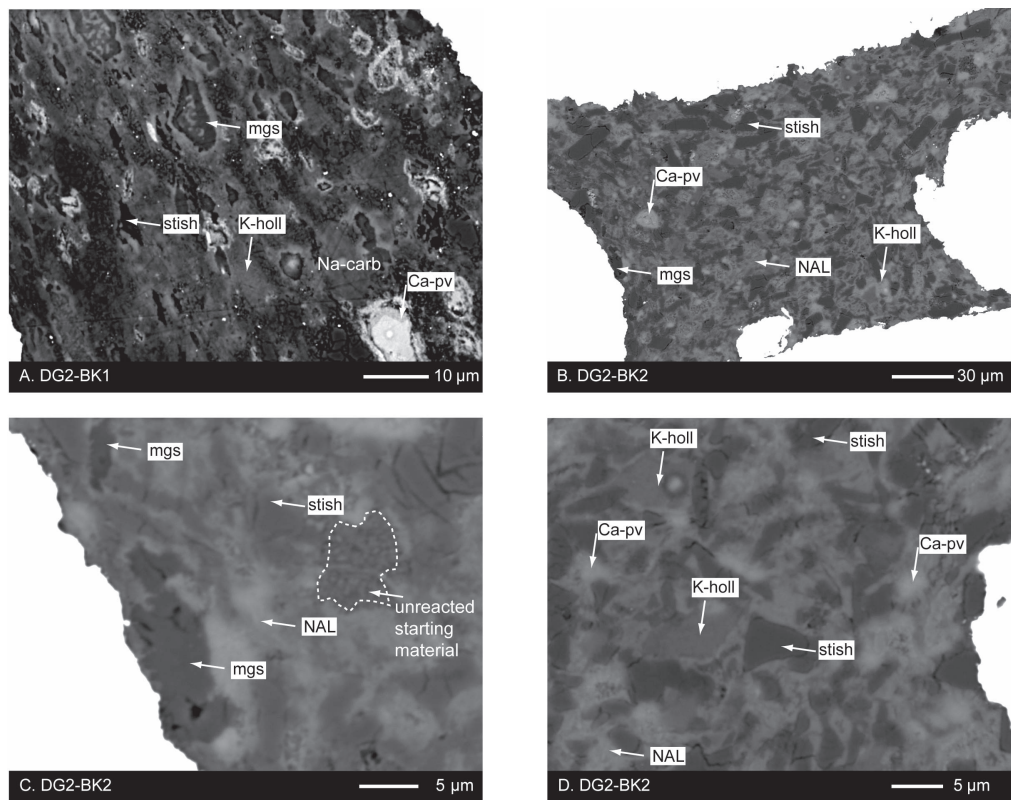 mgs
stish
K-holl
Na-carb
Ca-pv
A. DG2-BK1
10 µm
stish
Ca-pv
K-holl
NAL
mgs
B. DG2-BK2
30 µm
mgs
stish
unreacted
starting
material
NAL
mgs
C. DG2-BK2
5 µm
K-holl
stish
Ca-pv
Ca-pv
K-holl
stish
NAL
D. DG2-BK2
5 µm